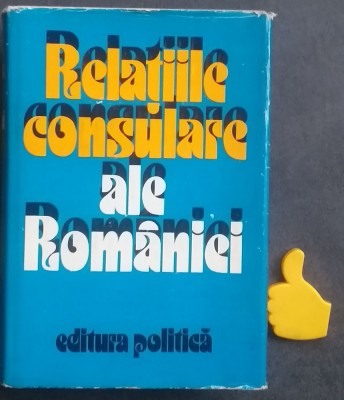 Relațiile
consulare
ale
României
editura politică